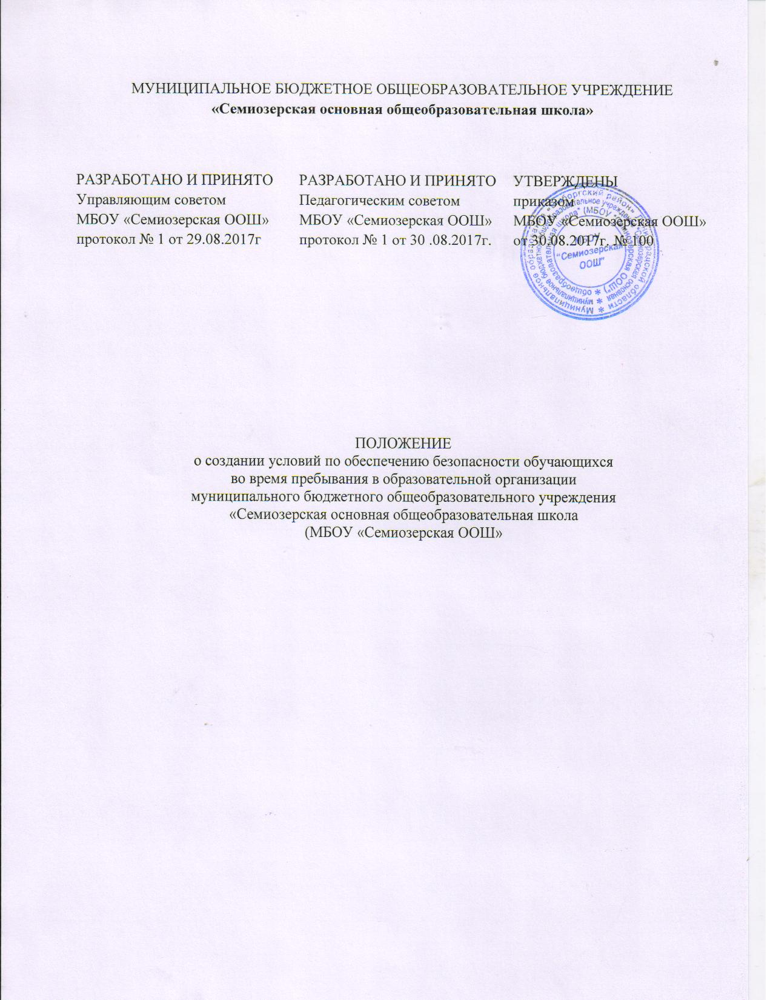 МУНИЦИПАЛЬНОЕ БЮДЖЕТНОЕ ОБЩЕОБРАЗОВАТЕЛЬНОЕ УЧРЕЖДЕНИЕ
«Семиозерская основная общеобразовательная школа»
РАЗРАБОТАНО И ПРИНЯТО
Управляющим советом
МБОУ «Семиозерская ООШ»
протокол № 1 от 29.08.2017г
РАЗРАБОТАНО И ПРИНЯТО
Педагогическим советом
МБОУ «Семиозерская ООШ»
протокол № 1 от 30 .08.2017г.
УТВЕРЖДЕНЫ
приказом
МБОУ «Семиозерская ООШ»
от 30.08.2017г. № 100
МБОУ
"Семиозерская
ООШ"
ПОЛОЖЕНИЕ
о создании условий по обеспечению безопасности обучающихся
во время пребывания в образовательной организации
муниципального бюджетного общеобразовательного учреждения
«Семиозерская основная общеобразовательная школа
(МБОУ «Семиозерская ООШ»